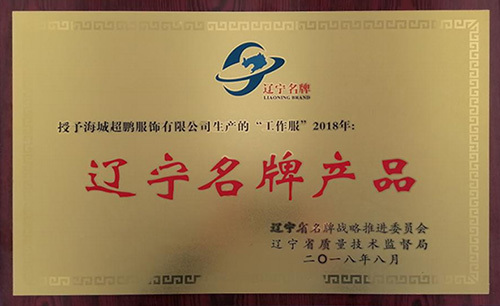 辽宁名牌
LIAONING BRAND
授予海城超鹏服饰有限公司生产的“工作服”2018年:
辽宁名牌产品
辽宁省名牌战略推进委员会
辽宁省质量技术监督局
二〇一八年八月